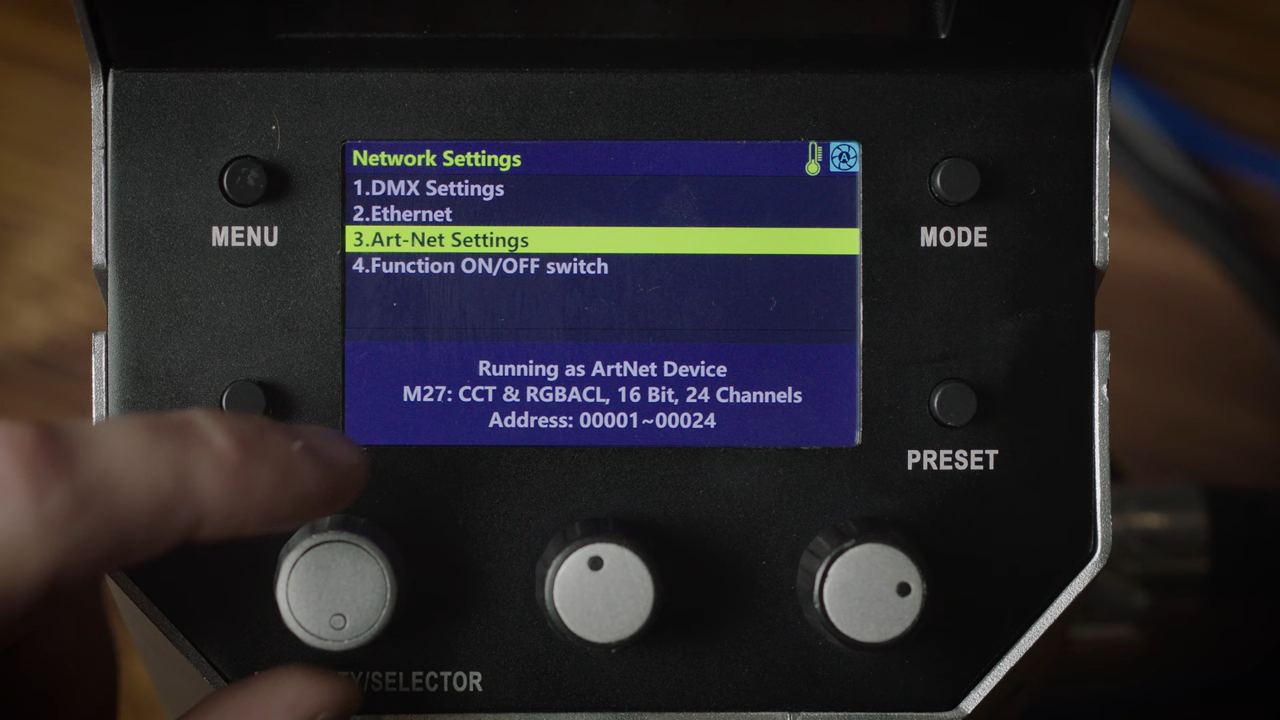 Network Settings
1.DMX Settings
2.Ethernet
3.Art-Net Settings
4.Function ON/OFF switch
Running as ArtNet Device
M27: CCT & RGBACL, 16 Bit, 24 Channels
Address: 00001~00024
MENU
MODE
PRESET
/SELECTOR